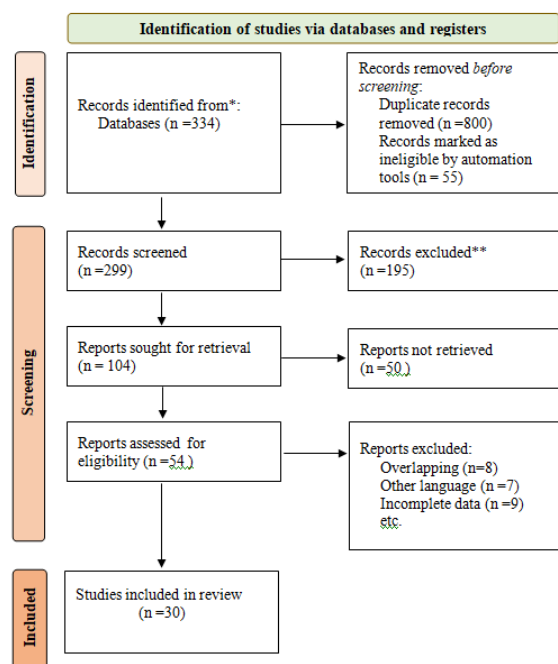 Identification of studies via databases and registers
Identification
Records identified from*:
Databases (n =334)
Records removed before
screening:
Duplicate records
removed (n =800)
Records marked as
ineligible by automation
tools (n = 55)
Screening
Records screened
(n =299)
Records excluded**
(n =195)
Reports sought for retrieval
(n = 104)
Reports not retrieved
(n =50 )
Reports assessed for
eligibility (n =54 )
Reports excluded:
Overlapping (n=8)
Other language (n =7)
Incomplete data (n =9)
etc.
Included
Studies included in review
(n =30)